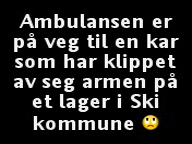 Ambulansen er
på veg til en kar
som har klippet
av seg armen på
et lager i Ski
kommune 🙁